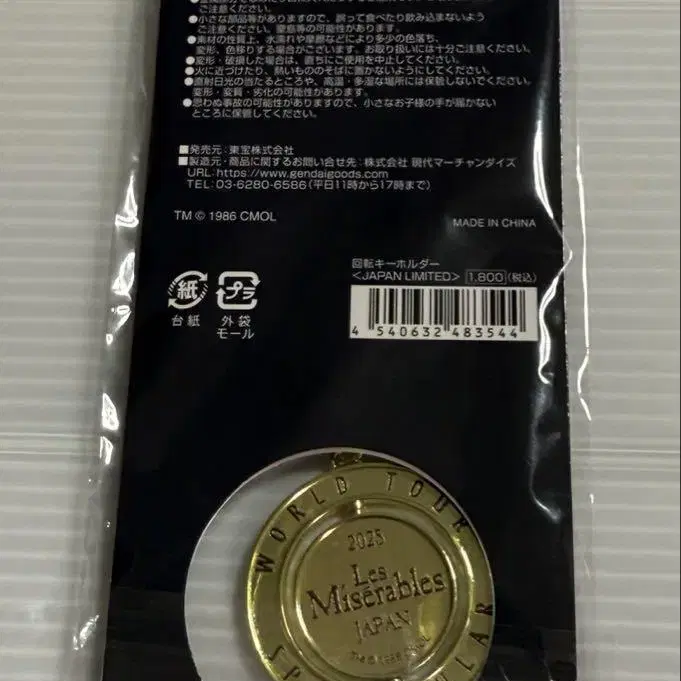 ご注意ください。
●小さな部品等がありますので、誤って食べたり飲み込まないよう
ご注意ください。窒息等の可能性があります。
●素材の性質上、水濡れや摩擦などにより多少の色落ち、
変形、色移りする場合がございます。お取り扱いには十分ご注意ください。
●変形・破損した場合は、直ちにご使用を中止してください。
●火に近づけたり、熱いもののそばに置かないようにしてください。
●直射日光の当たるところや、高温・多湿な場所には保管しないでください。
変形・変質・劣化の可能性があります。
●思わぬ事故の可能性がありますので、小さなお子様の手が届かない
ところに保管してください。
■発売元：東宝株式会社
■製造元・商品に関するお問い合せ先：株式会社 現代マーチャンダイズ
URL:https://www.gendaigoods.com
TEL:03-6280-6586(平日11時から17時まで)
TM © 1986 CMOL
MADE IN CHINA
紙
台紙
プラ
外袋
モール
回転キーホルダー
<JAPAN LIMITED> 1,800(税込)
4 540632 483544
WORLD TOUR
2025
Les
Misérables
JAPAN